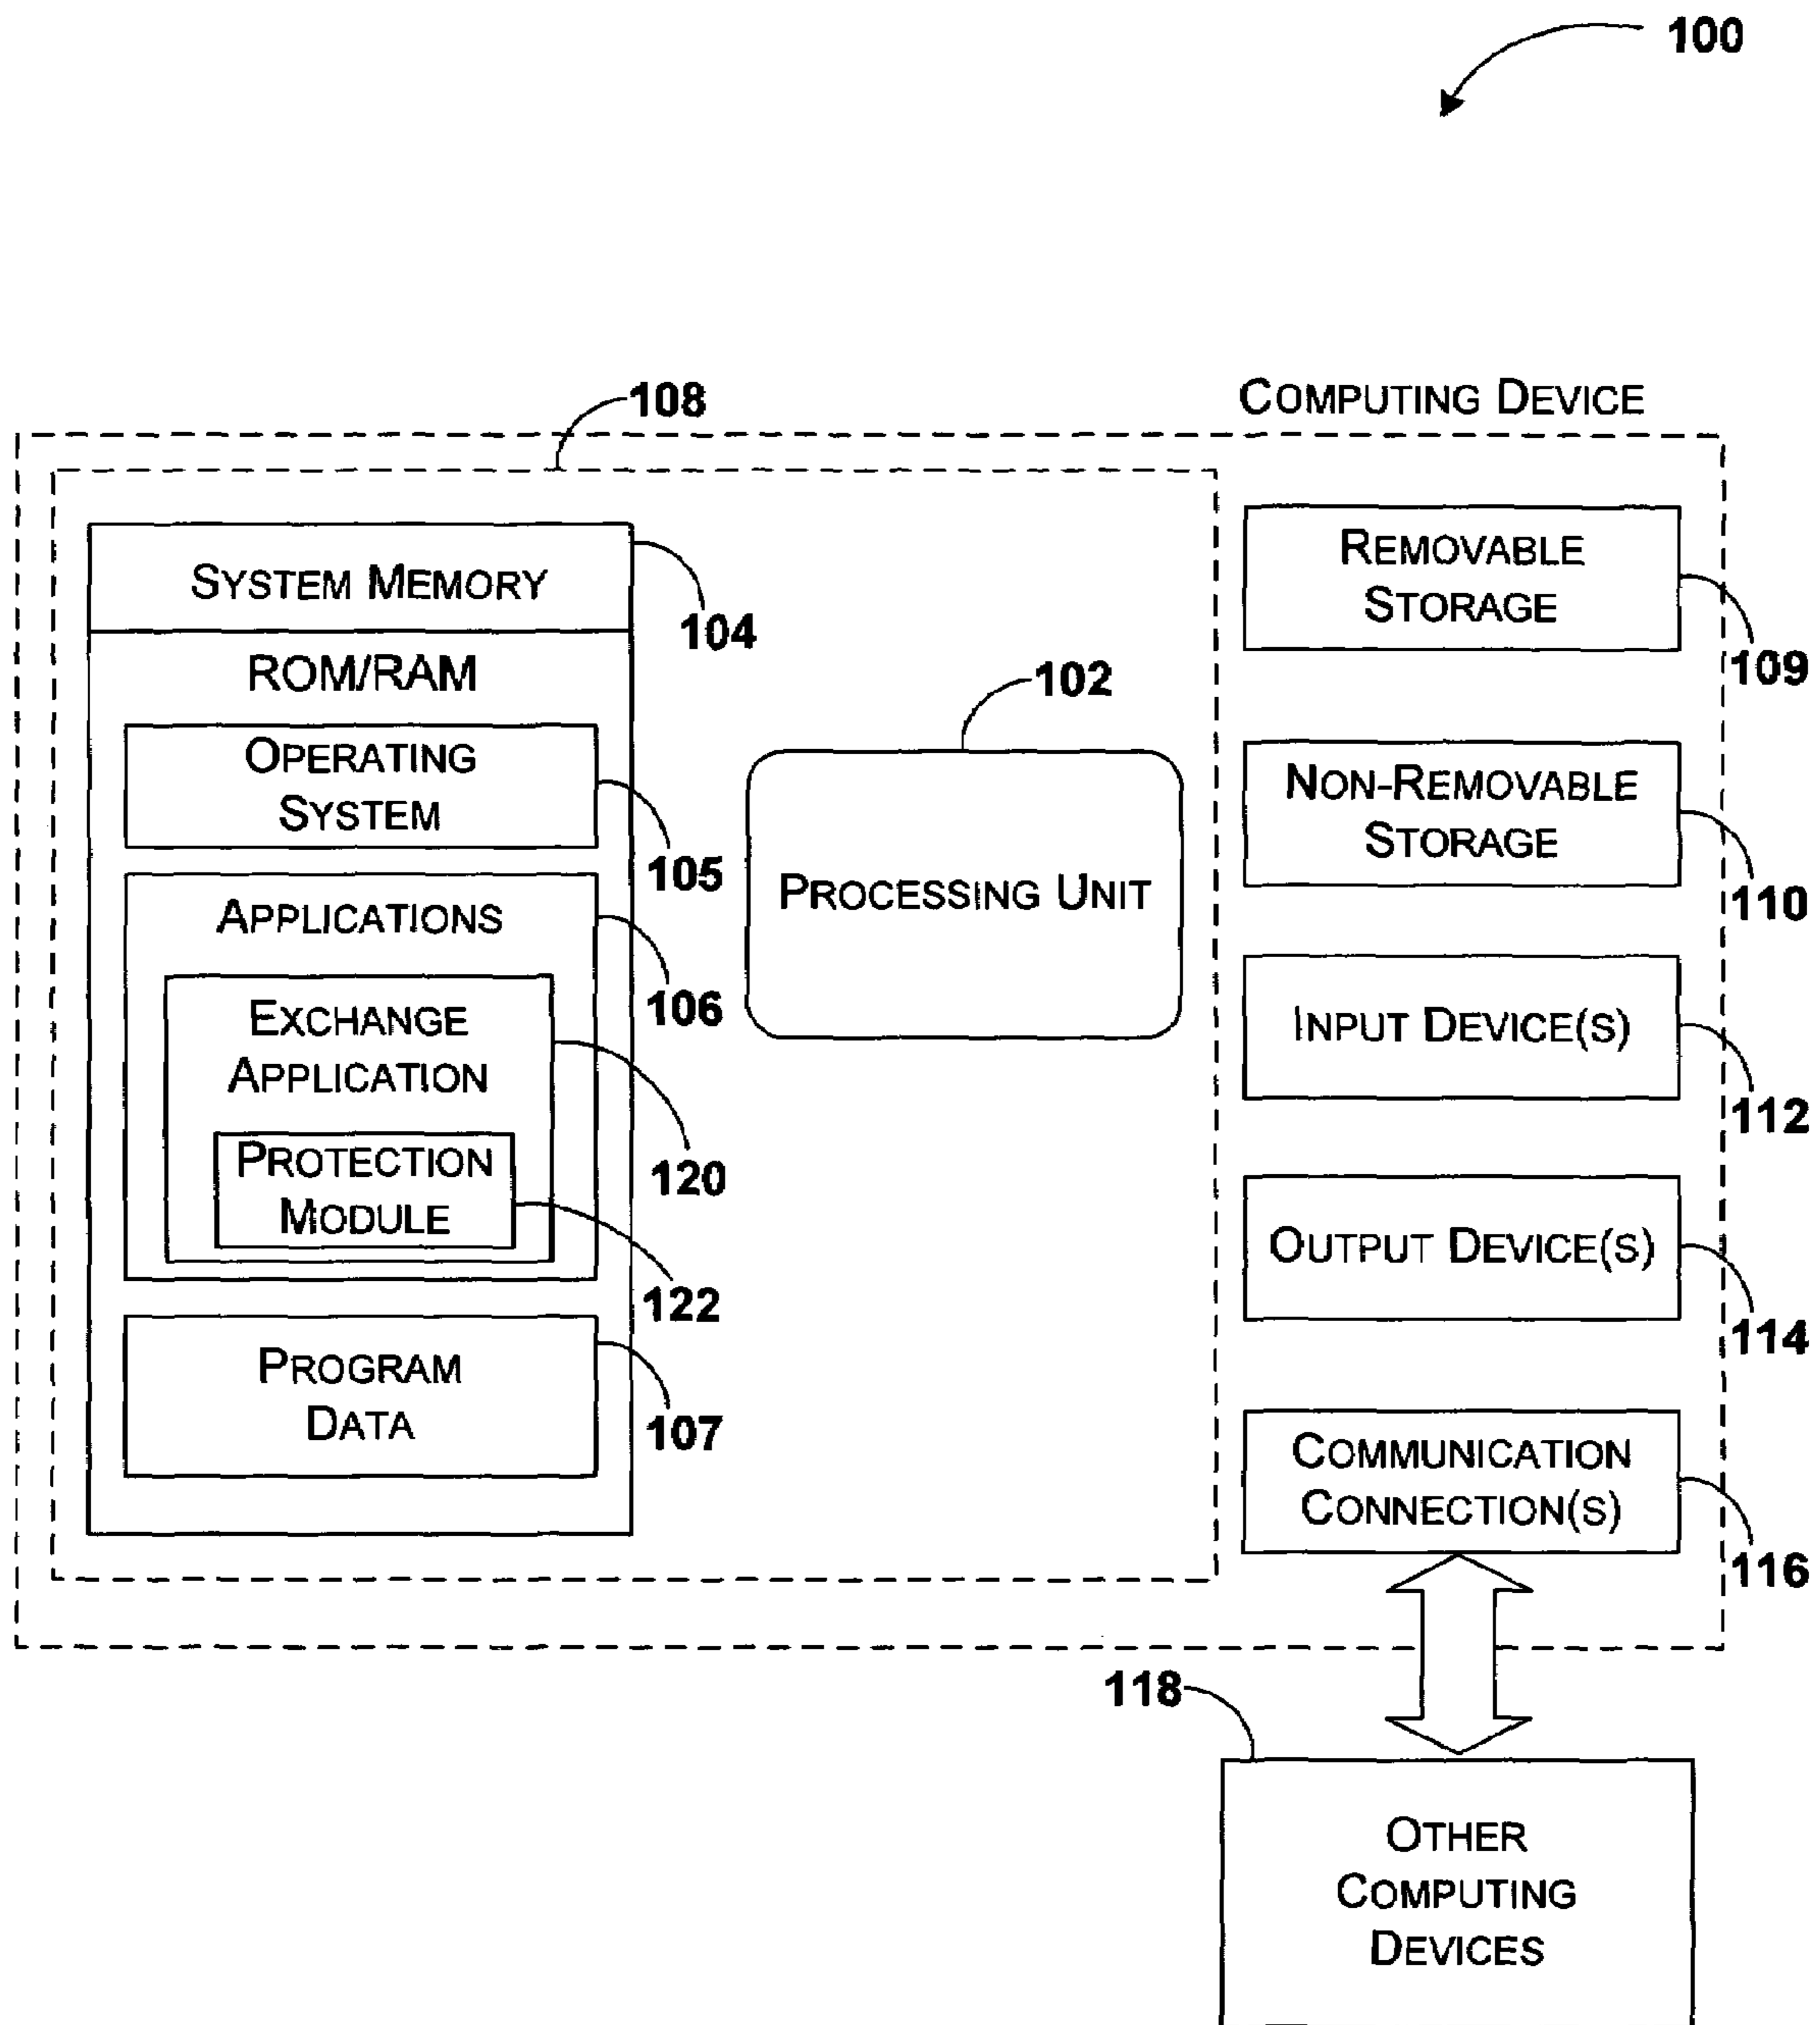 100
108
COMPUTING DEVICE
SYSTEM MEMORY
104
ROM/RAM
OPERATING
SYSTEM
105
APPLICATIONS
106
EXCHANGE
APPLICATION
120
PROTECTION
MODULE
122
PROGRAM
DATA
107
102
PROCESSING UNIT
REMOVABLE
STORAGE
109
NON-REMOVABLE
STORAGE
110
INPUT DEVICE(S)
112
OUTPUT DEVICE(S)
114
COMMUNICATION
CONNECTION(S)
116
118
OTHER
COMPUTING
DEVICES